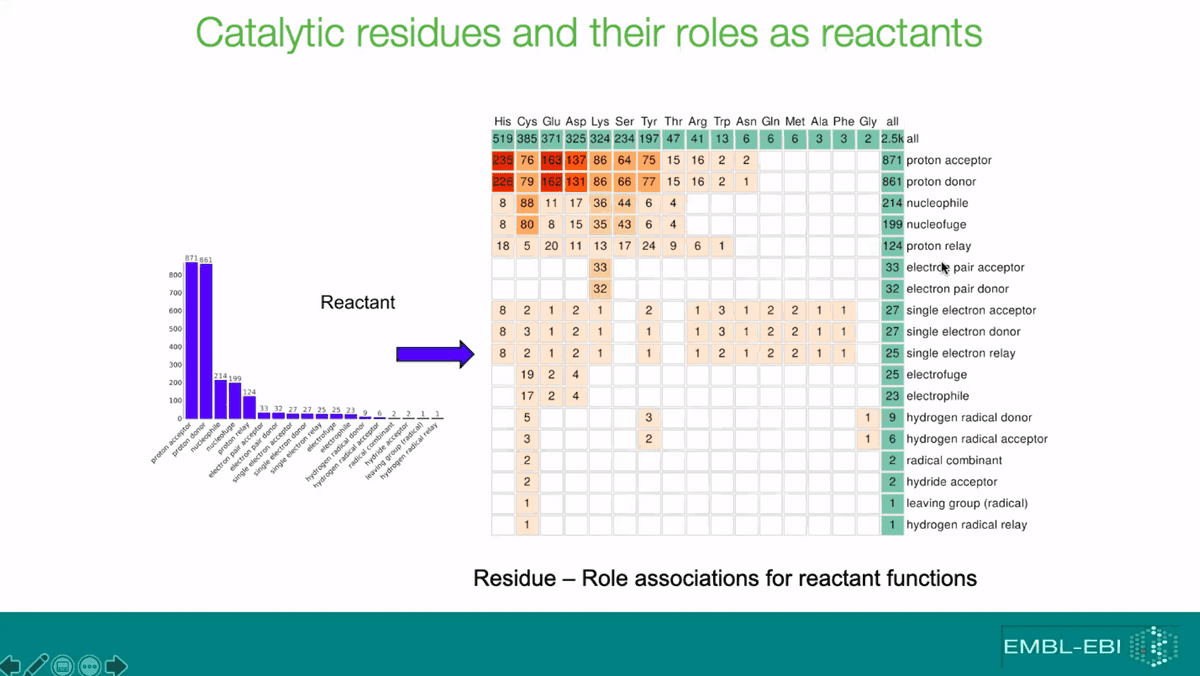 Catalytic residues and their roles as reactants
His Cys Glu Asp Lys Ser Tyr Thr Arg Trp Asn Gln Met Ala Phe Gly all
519 385 371 325 324 234 197 47 41 13 6 6 6 3 3 2 2.5k all
235 76 163 137 86 64 75 15 16 2 2 871 proton acceptor
226 79 162 131 86 66 77 15 16 2 1 861 proton donor
8 88 11 17 36 44 6 4 214 nucleophile
8 80 8 15 35 43 6 4 199 nucleofuge
18 5 20 11 13 17 24 9 6 1 124 proton relay
33 33 electron pair acceptor
32 32 electron pair donor
8 2 1 2 1 2 1 3 1 2 2 1 1 27 single electron acceptor
8 3 1 2 1 1 1 3 1 2 2 1 1 27 single electron donor
8 2 1 2 1 1 1 2 1 2 2 1 1 25 single electron relay
19 2 4 25 electrofuge
17 2 4 23 electrophile
5 3 1 9 hydrogen radical donor
3 2 1 6 hydrogen radical acceptor
2 2 radical combinant
2 2 hydride acceptor
1 1 leaving group (radical)
1 1 hydrogen radical relay
Reactant
871 861 214 199 124 33 32 27 27 25 25 23 9 6 2 2 1 1
800
700
600
500
400
300
200
100
0
proton acceptor
proton donor
nucleophile
nucleofuge
proton relay
electron pair acceptor
electron pair donor
single electron acceptor
single electron donor
single electron relay
electrofuge
electrophile
hydrogen radical donor
hydrogen radical acceptor
radical combinant
hydride acceptor
leaving group (radical)
hydrogen radical relay
Residue – Role associations for reactant functions
EMBL-EBI